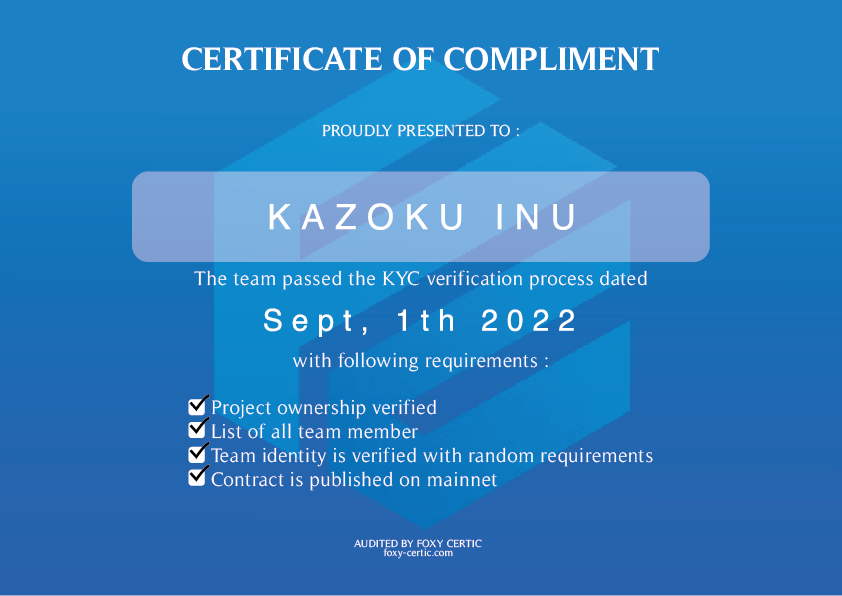 CERTIFICATE OF COMPLIMENT
PROUDLY PRESENTED TO :
KAZOKU INU
The team passed the KYC verification process dated
Sept, 1th 2022
with following requirements :
Project ownership verified
List of all team member
Team identity is verified with random requirements
Contract is published on mainnet
AUDITED BY FOXY CERTIC
foxy-certic.com